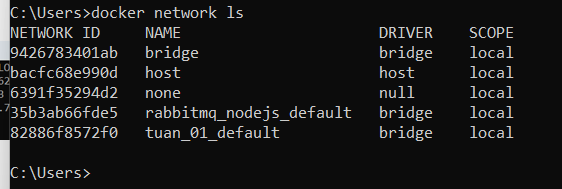 C:\Users>docker network ls
NETWORK ID     NAME                      DRIVER    SCOPE
9426783401ab   bridge                    bridge    local
bacfc68e990d   host                      host      local
6391f35294d2   none                      null      local
35b3ab66fde5   rabbitmq_nodejs_default   bridge    local
82886f8572f0   tuan_01_default           bridge    local
C:\Users>